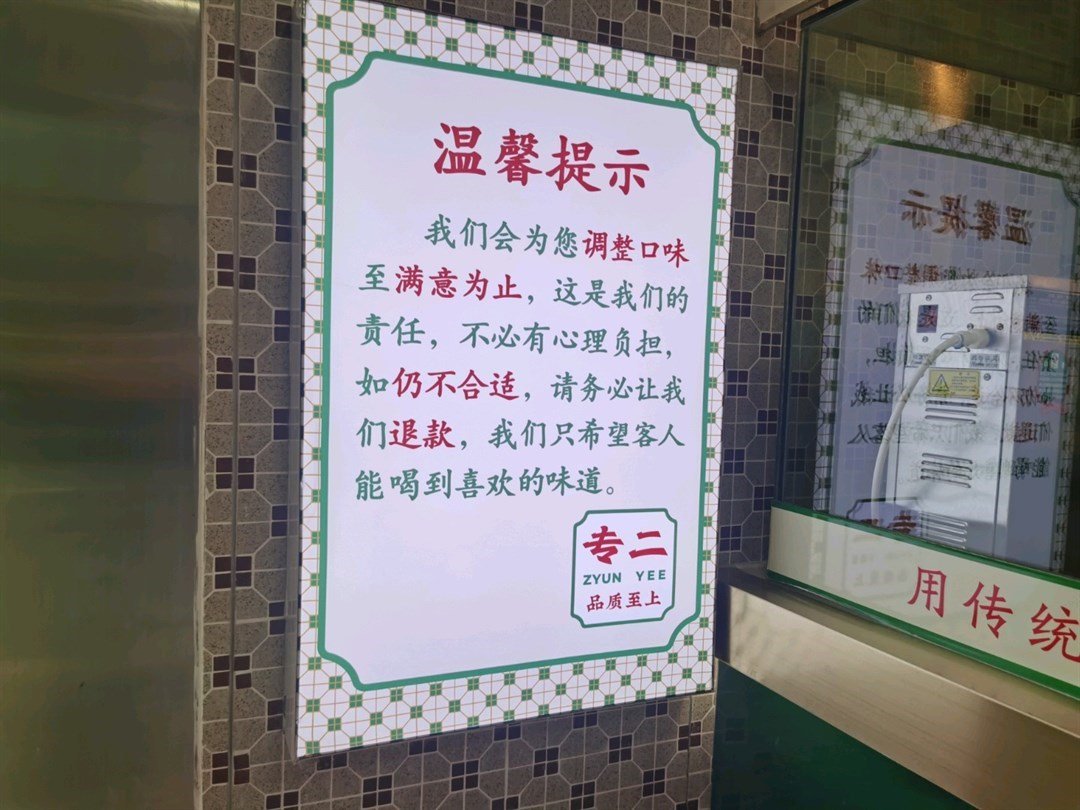 温馨提示
我们会为您调整口味
至满意为止，这是我们的
责任，不必有心理负担，
如仍不合适，请务必让我
们退款，我们只希望客人
能喝到喜欢的味道。
专二
ZYUN YEE
品质至上
用传统